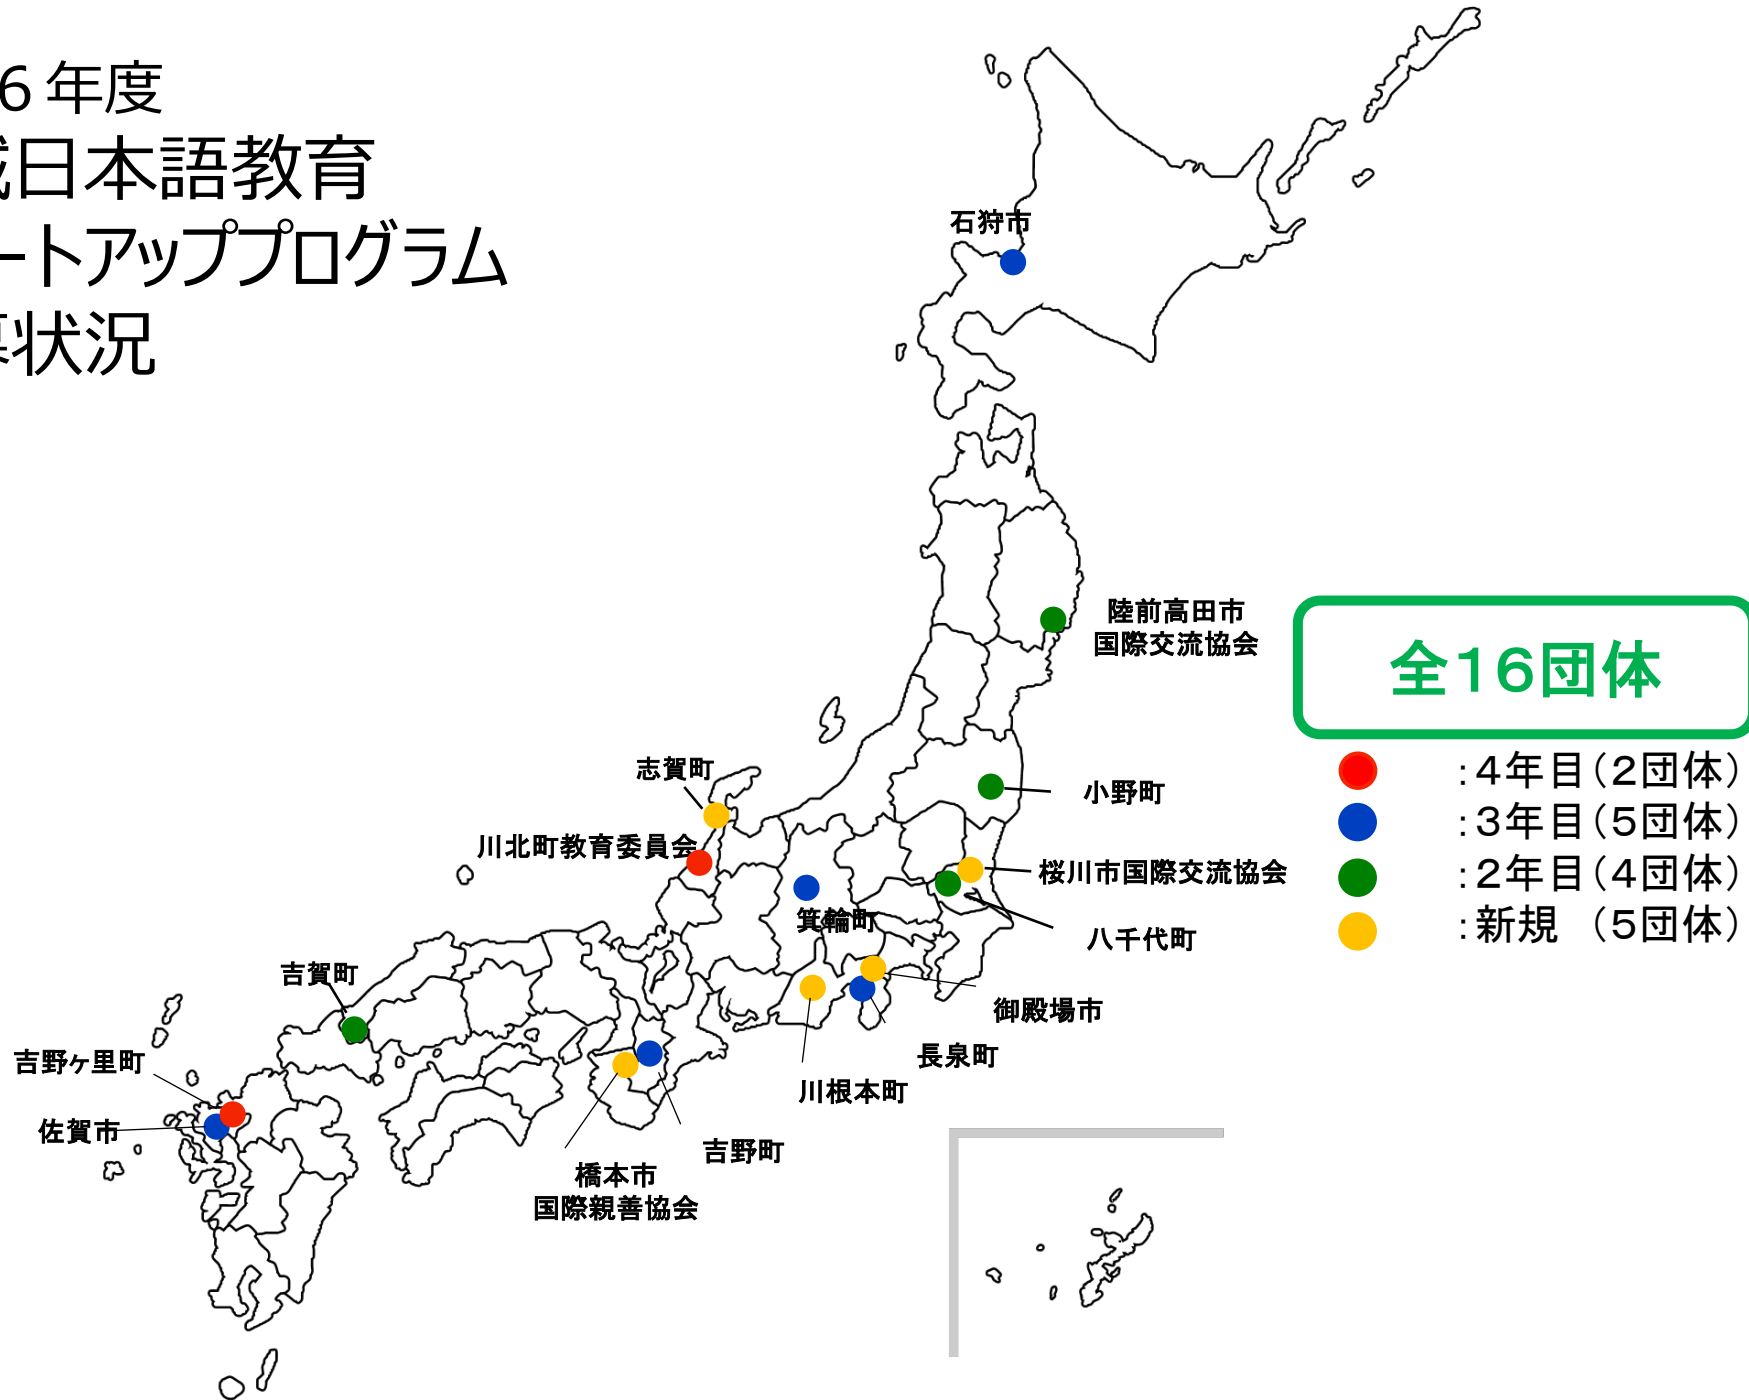 6年度
域日本語教育
ートアッププログラム
募状況
石狩市
陸前高田市
国際交流協会
全16団体
:4年目(2団体)
:3年目(5団体)
:2年目(4団体)
:新規 (5団体)
志賀町
小野町
川北町教育委員会
桜川市国際交流協会
箕輪町
八千代町
吉賀町
御殿場市
長泉町
吉野ヶ里町
川根本町
佐賀市
吉野町
橋本市
国際親善協会